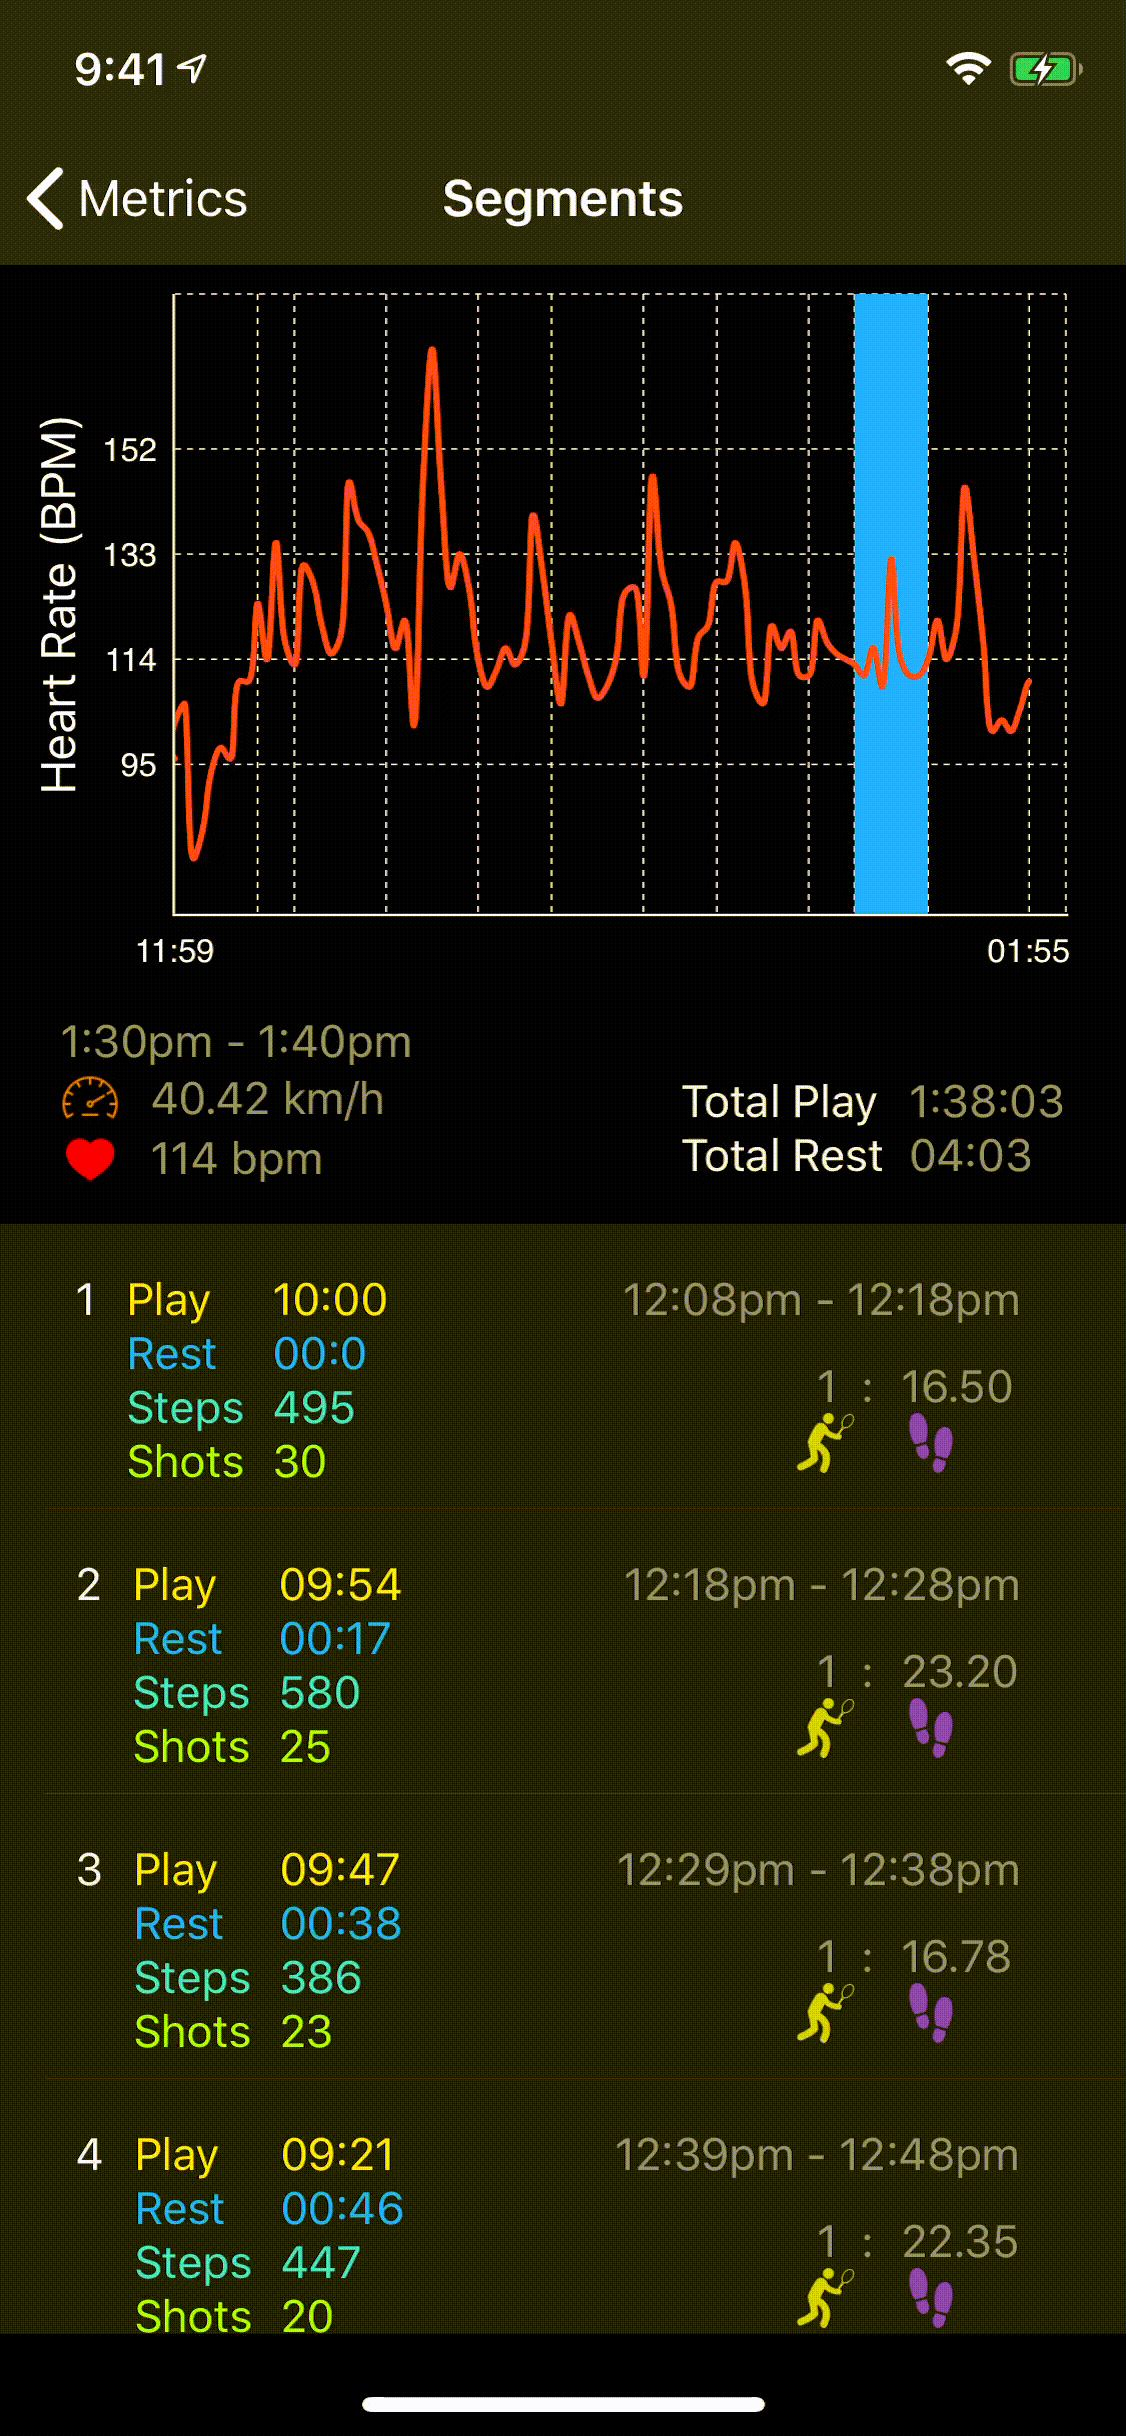 9:41
Metrics
Segments
Heart Rate (BPM)
152
133
114
95
11:59
01:55
1:30pm - 1:40pm
40.42 km/h
114 bpm
Total Play 1:38:03
Total Rest 04:03
1 Play 10:00 12:08pm - 12:18pm
Rest 00:0
1 : 16.50
Steps 495
Shots 30
2 Play 09:54 12:18pm - 12:28pm
Rest 00:17
1 : 23.20
Steps 580
Shots 25
3 Play 09:47 12:29pm - 12:38pm
Rest 00:38
1 : 16.78
Steps 386
Shots 23
4 Play 09:21 12:39pm - 12:48pm
Rest 00:46
1 : 22.35
Steps 447
Shots 20